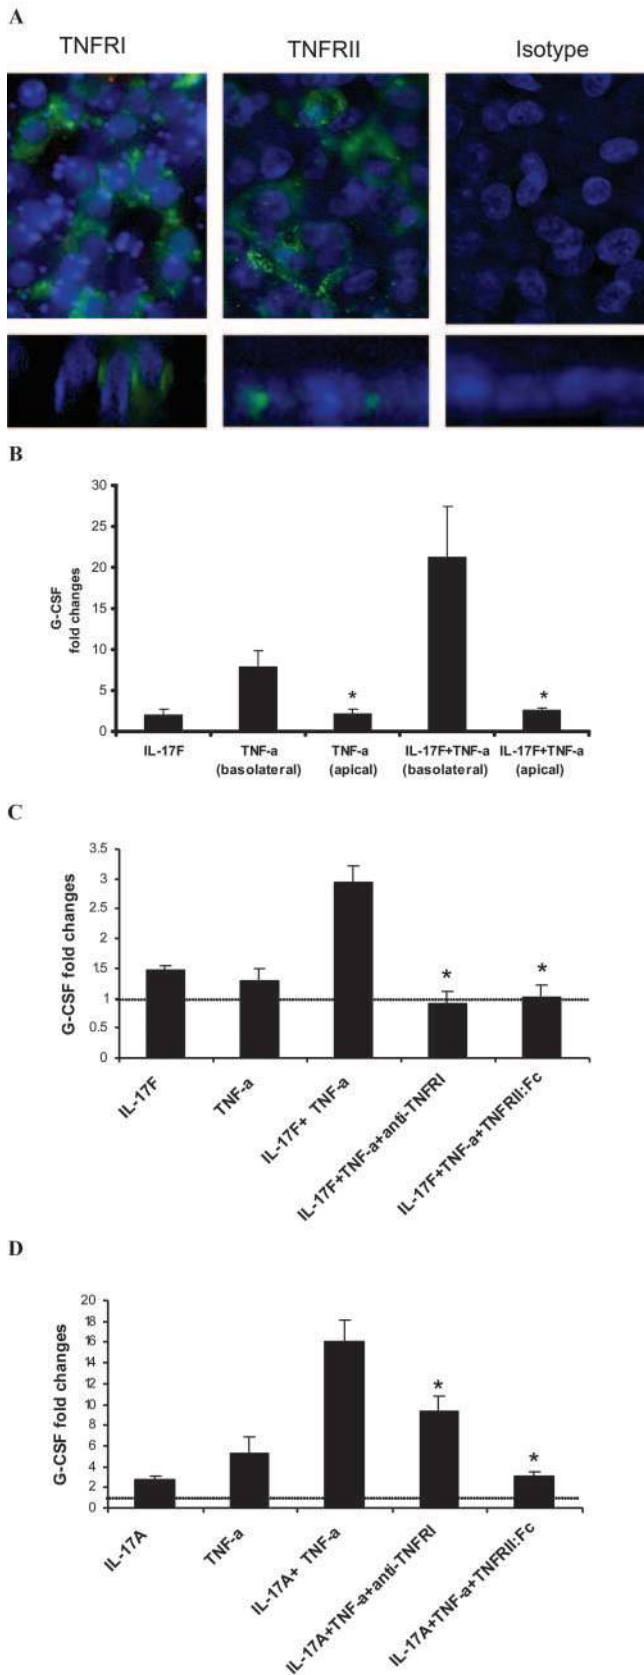 A
TNFRI TNFRII Isotype
B
30
25
20
15
10
5
0
G-CSF
fold changes
* *
IL-17F TNF-a TNF-a IL-17F+TNF-a IL-17F+TNF-a
(basolateral) (apical) (basolateral) (apical)
C
3.5
3
2.5
2
1.5
1
0.5
0
G-CSF fold changes
* *
IL-17F
TNF-a
IL-17F+ TNF-a
IL-17F+TNF-a+anti-TNFRI
IL-17F+TNF-a+TNFRII:Fc
D
20
18
16
14
12
10
8
6
4
2
0
G-CSF fold changes
* *
IL-17A
TNF-a
IL-17A+ TNF-a
IL-17A+TNF-a+anti-TNFRI
IL-17A+TNF-a+TNFRII:Fc